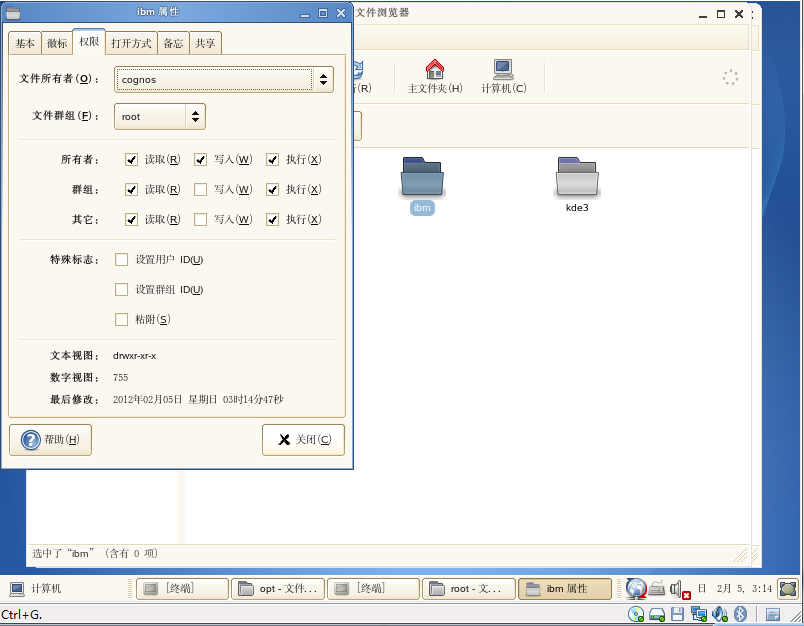 ibm 属性
文件浏览器
基本 徽标 权限 打开方式 备忘 共享
文件所有者(O)： cognos
文件群组(F)： root
所有者： 读取(R) 写入(W) 执行(X)
群组： 读取(R) 写入(W) 执行(X)
其它： 读取(R) 写入(W) 执行(X)
特殊标志： 设置用户 ID(U)
设置群组 ID(U)
粘附(S)
文本视图： drwxr-xr-x
数字视图： 755
最后修改： 2012年02月05日 星期日 03时14分47秒
帮助(H) 关闭(C)
(R) 主文件夹(H) 计算机(C)
ibm kde3
选中了“ibm” (含有 0 项)
计算机 [终端] opt - 文件... [终端] root - 文... ibm 属性 日 2月 5, 3:14
Ctrl+G.